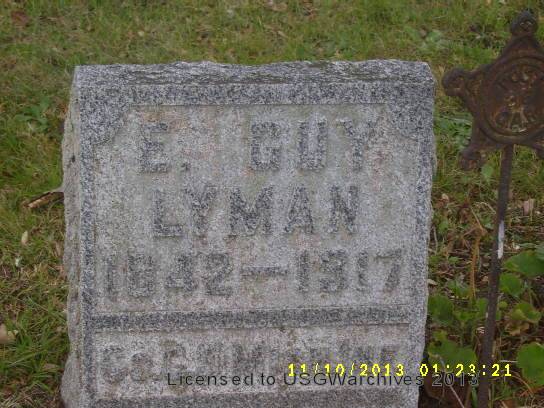 E. GUY
LYMAN
1842–1917
11/10/2013 01:23:21
Licensed to USGWarchives 2013